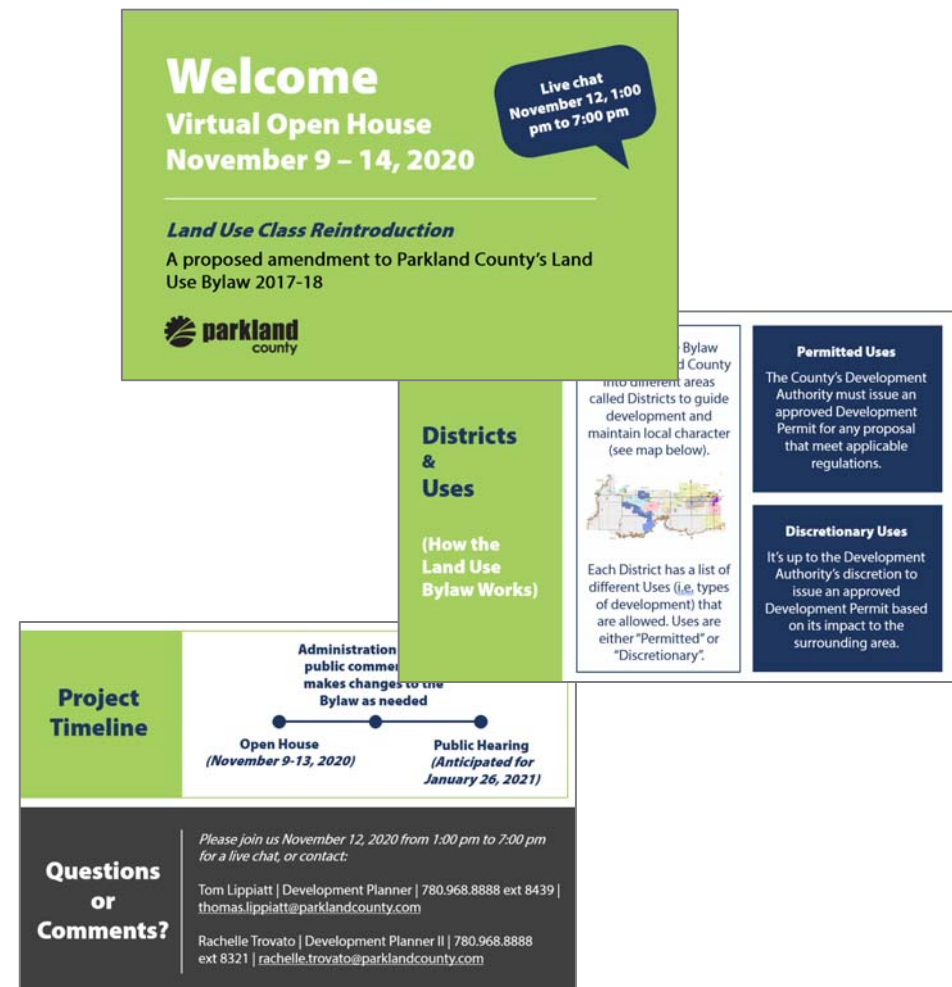 Welcome
Virtual Open House
November 9 – 14, 2020
Live chat
November 12, 1:00
pm to 7:00 pm
Land Use Class Reintroduction
A proposed amendment to Parkland County's Land
Use Bylaw 2017-18
parkland
county
Districts
&
Uses
(How the
Land Use
Bylaw Works)
Bylaw
County
into different areas
called Districts to guide
development and
maintain local character
(see map below).
Each District has a list of
different Uses (i.e. types
of development) that
are allowed. Uses are
either "Permitted" or
"Discretionary".
Permitted Uses
The County's Development
Authority must issue an
approved Development
Permit for any proposal
that meet applicable
regulations.
Discretionary Uses
It's up to the Development
Authority's discretion to
issue an approved
Development Permit based
on its impact to the
surrounding area.
Project
Timeline
Administration
public
makes changes to the
Bylaw as needed
Open House
(November 9-13, 2020)
Public Hearing
(Anticipated for
January 26, 2021)
Questions
or
Comments?
Please join us November 12, 2020 from 1:00 pm to 7:00 pm
for a live chat, or contact:
Tom Lippiatt | Development Planner | 780.968.8888 ext 8439 |
thomas.lippiatt@parklandcounty.com
Rachelle Trovato | Development Planner II | 780.968.8888
ext 8321 | rachelle.trovato@parklandcounty.com